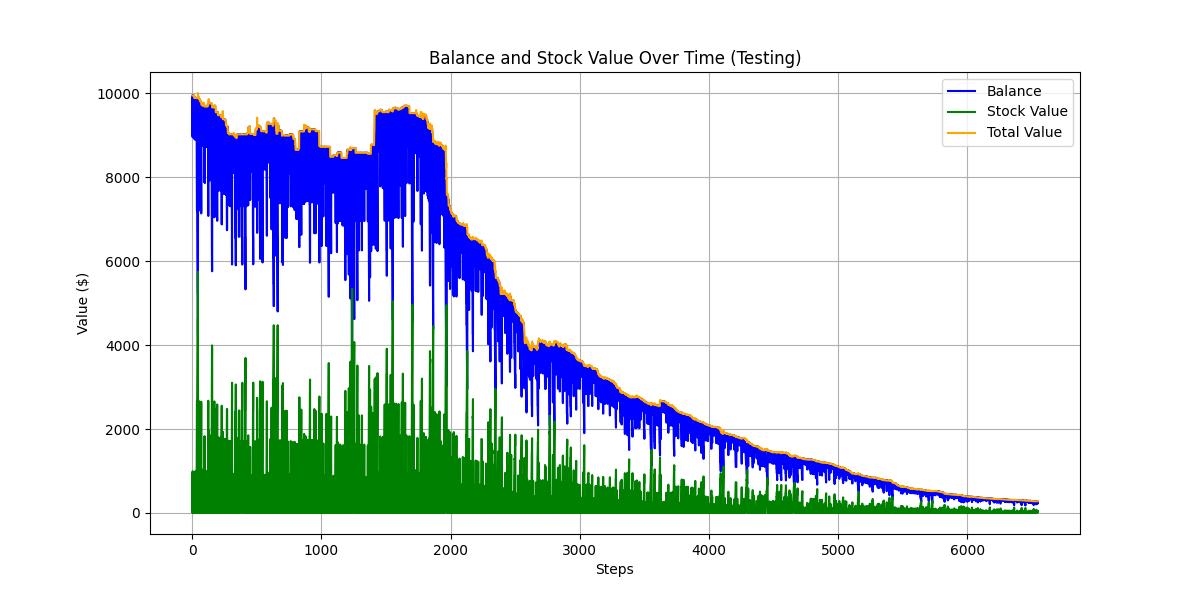 Balance and Stock Value Over Time (Testing)
Balance
Stock Value
Total Value
Value ($)
10000
8000
6000
4000
2000
0
0 1000 2000 3000 4000 5000 6000
Steps